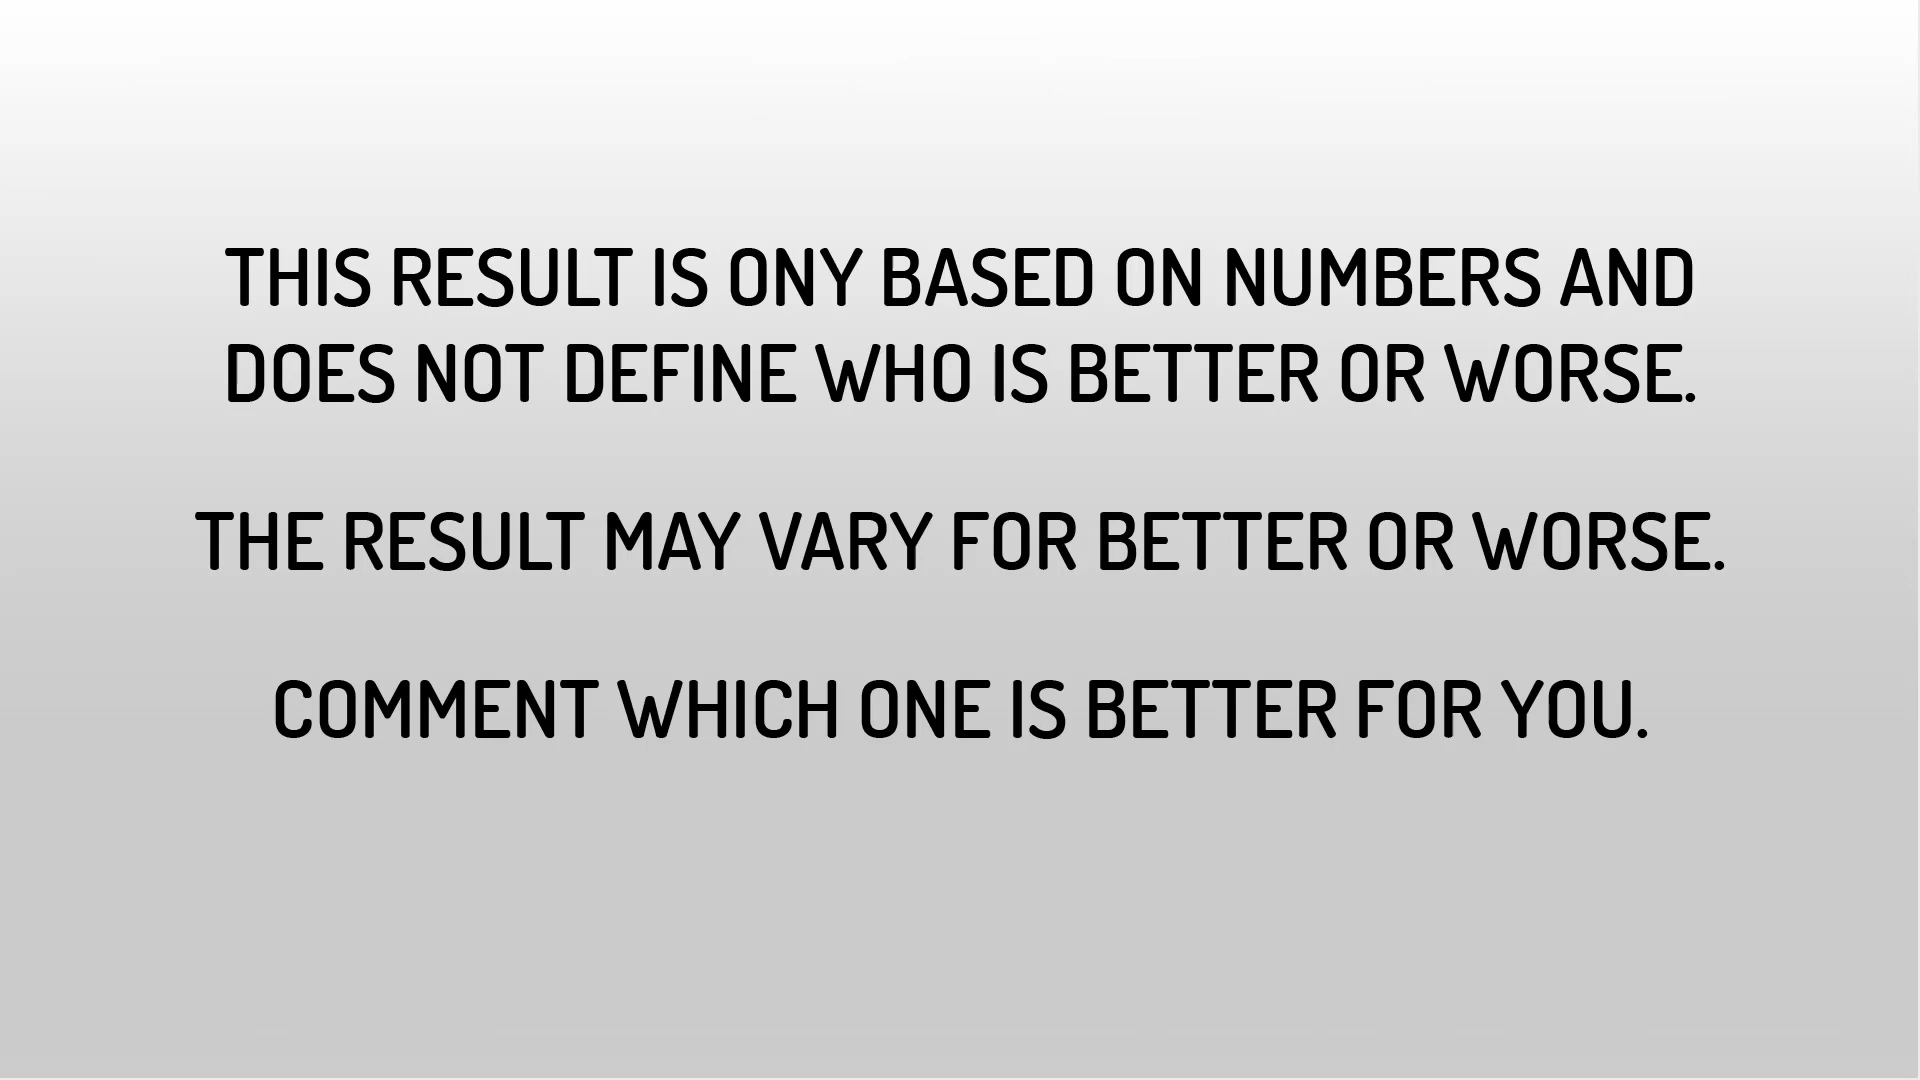 THIS RESULT IS ONY BASED ON NUMBERS AND
DOES NOT DEFINE WHO IS BETTER OR WORSE.
THE RESULT MAY VARY FOR BETTER OR WORSE.
COMMENT WHICH ONE IS BETTER FOR YOU.